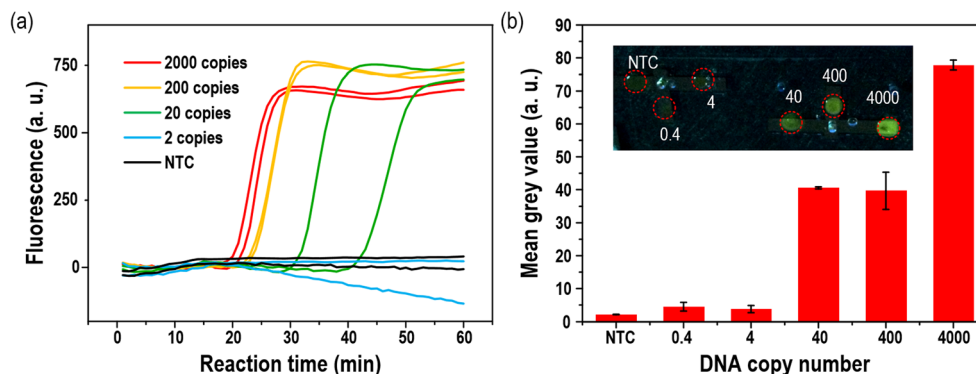 (a)
Fluorescence (a. u.)
750
500
250
0
2000 copies
200 copies
20 copies
2 copies
NTC
0 10 20 30 40 50 60
Reaction time (min)
(b)
Mean grey value (a. u.)
90
80
70
60
50
40
30
20
10
0
NTC
0.4
4
40
400
4000
NTC 0.4 4 40 400 4000
DNA copy number